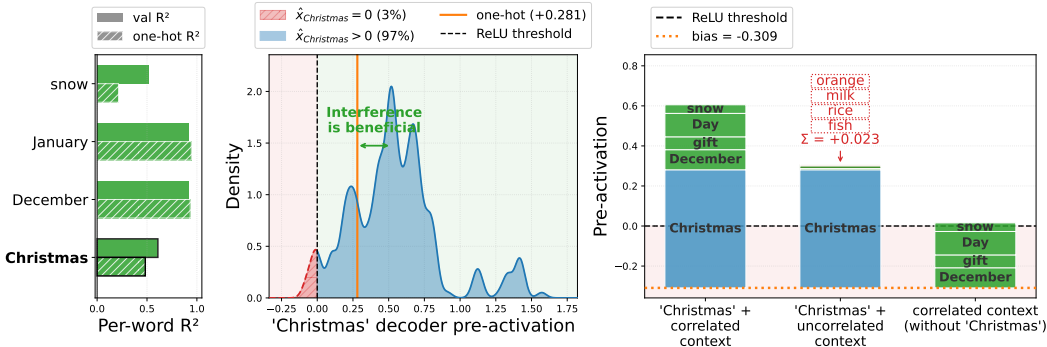 val R²
one-hot R²
snow
January
December
Christmas
0.0 0.5 1.0
Per-word R²
x̂Christmas = 0 (3%)
x̂Christmas > 0 (97%)
one-hot (+0.281)
ReLU threshold
Interference
is beneficial
Density
2.0
1.5
1.0
0.5
0.0
−0.25 0.00 0.25 0.50 0.75 1.00 1.25 1.50 1.75
'Christmas' decoder pre-activation
ReLU threshold
bias = -0.309
Pre-activation
0.8
0.6
0.4
0.2
0.0
−0.2
snow
Day
gift
December
Christmas
orange
milk
rice
fish
Σ = +0.023
Christmas
snow
Day
gift
December
'Christmas' +
correlated
context
'Christmas' +
uncorrelated
context
correlated context
(without 'Christmas')